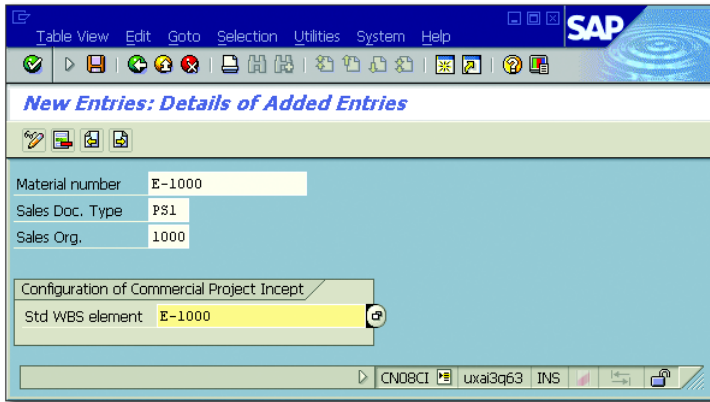 Table View Edit Goto Selection Utilities System Help
SAP
New Entries: Details of Added Entries
Material number E-1000
Sales Doc. Type PS1
Sales Org. 1000
Configuration of Commercial Project Incept
Std WBS element E-1000
CN08CI uxai3q63 INS